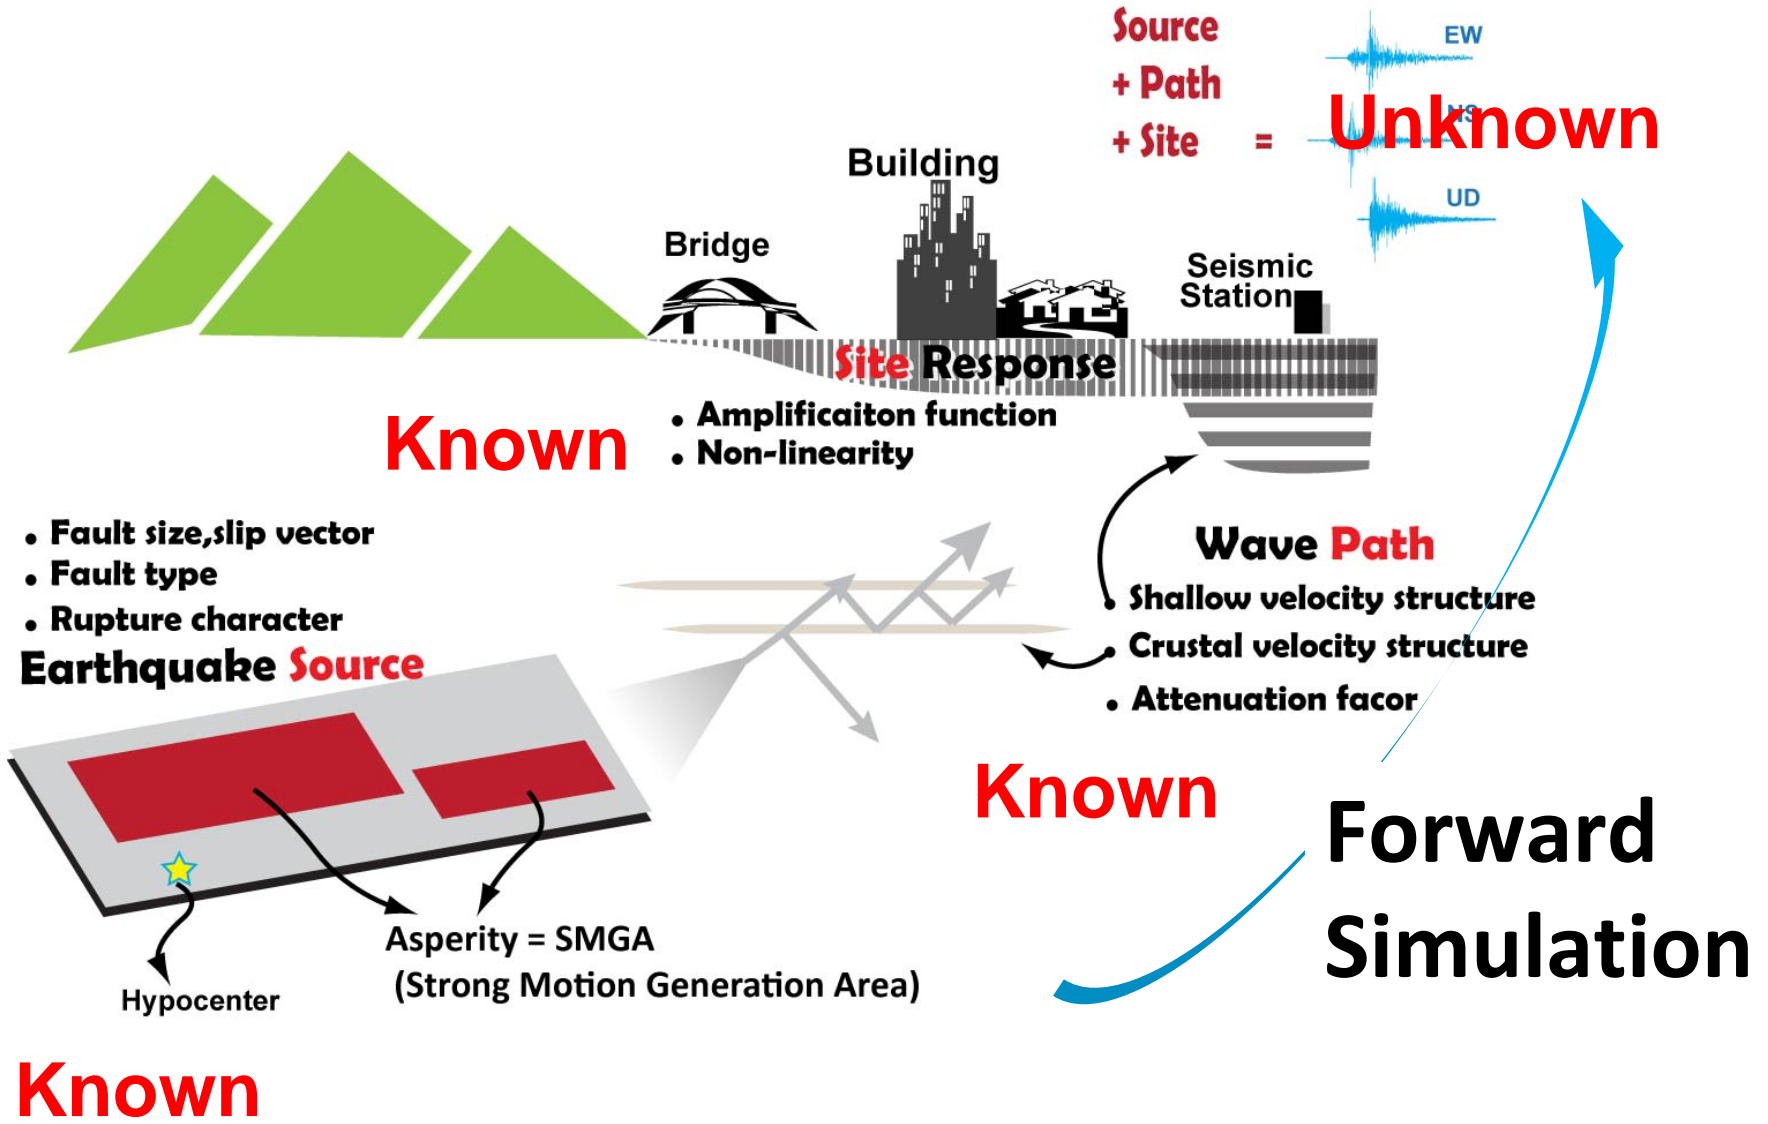 Source
+ Path
+ Site =
EW
NS
UD
Unknown
Building
Bridge
Seismic
Station
Site Response
• Amplificaiton function
• Non-linearity
Known
• Fault size,slip vector
• Fault type
• Rupture character
Earthquake Source
Wave Path
• Shallow velocity structure
• Crustal velocity structure
• Attenuation facor
Known
Forward
Simulation
Asperity = SMGA
(Strong Motion Generation Area)
Hypocenter
Known